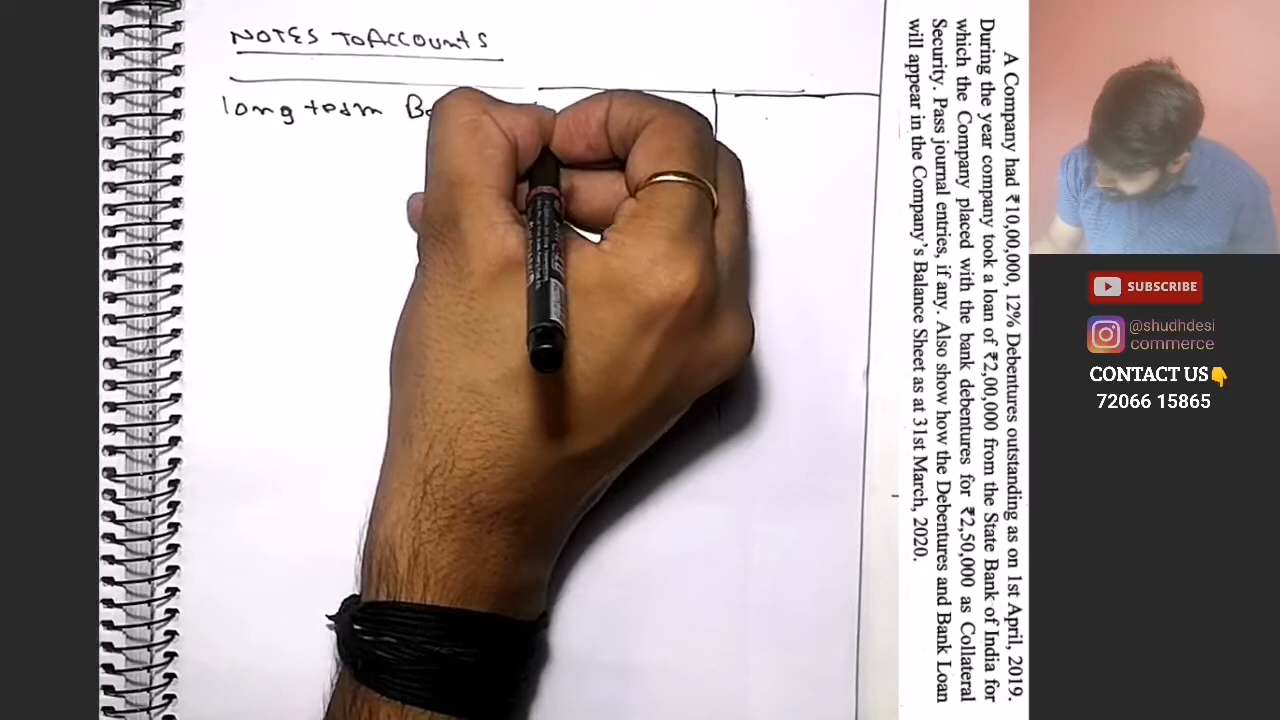 NOTES TO ACCOUNTS
long term
A Company had ₹10,00,000, 12% Debentures outstanding as on 1st April, 2019.
During the year company took a loan of ₹2,00,000 from the State Bank of India for
which the Company placed with the bank debentures for ₹2,50,000 as Collateral
Security. Pass journal entries, if any. Also show how the Debentures and Bank Loan
will appear in the Company's Balance Sheet as at 31st March, 2020.
SUBSCRIBE
@shudhdesi
commerce
CONTACT US👇
72066 15865